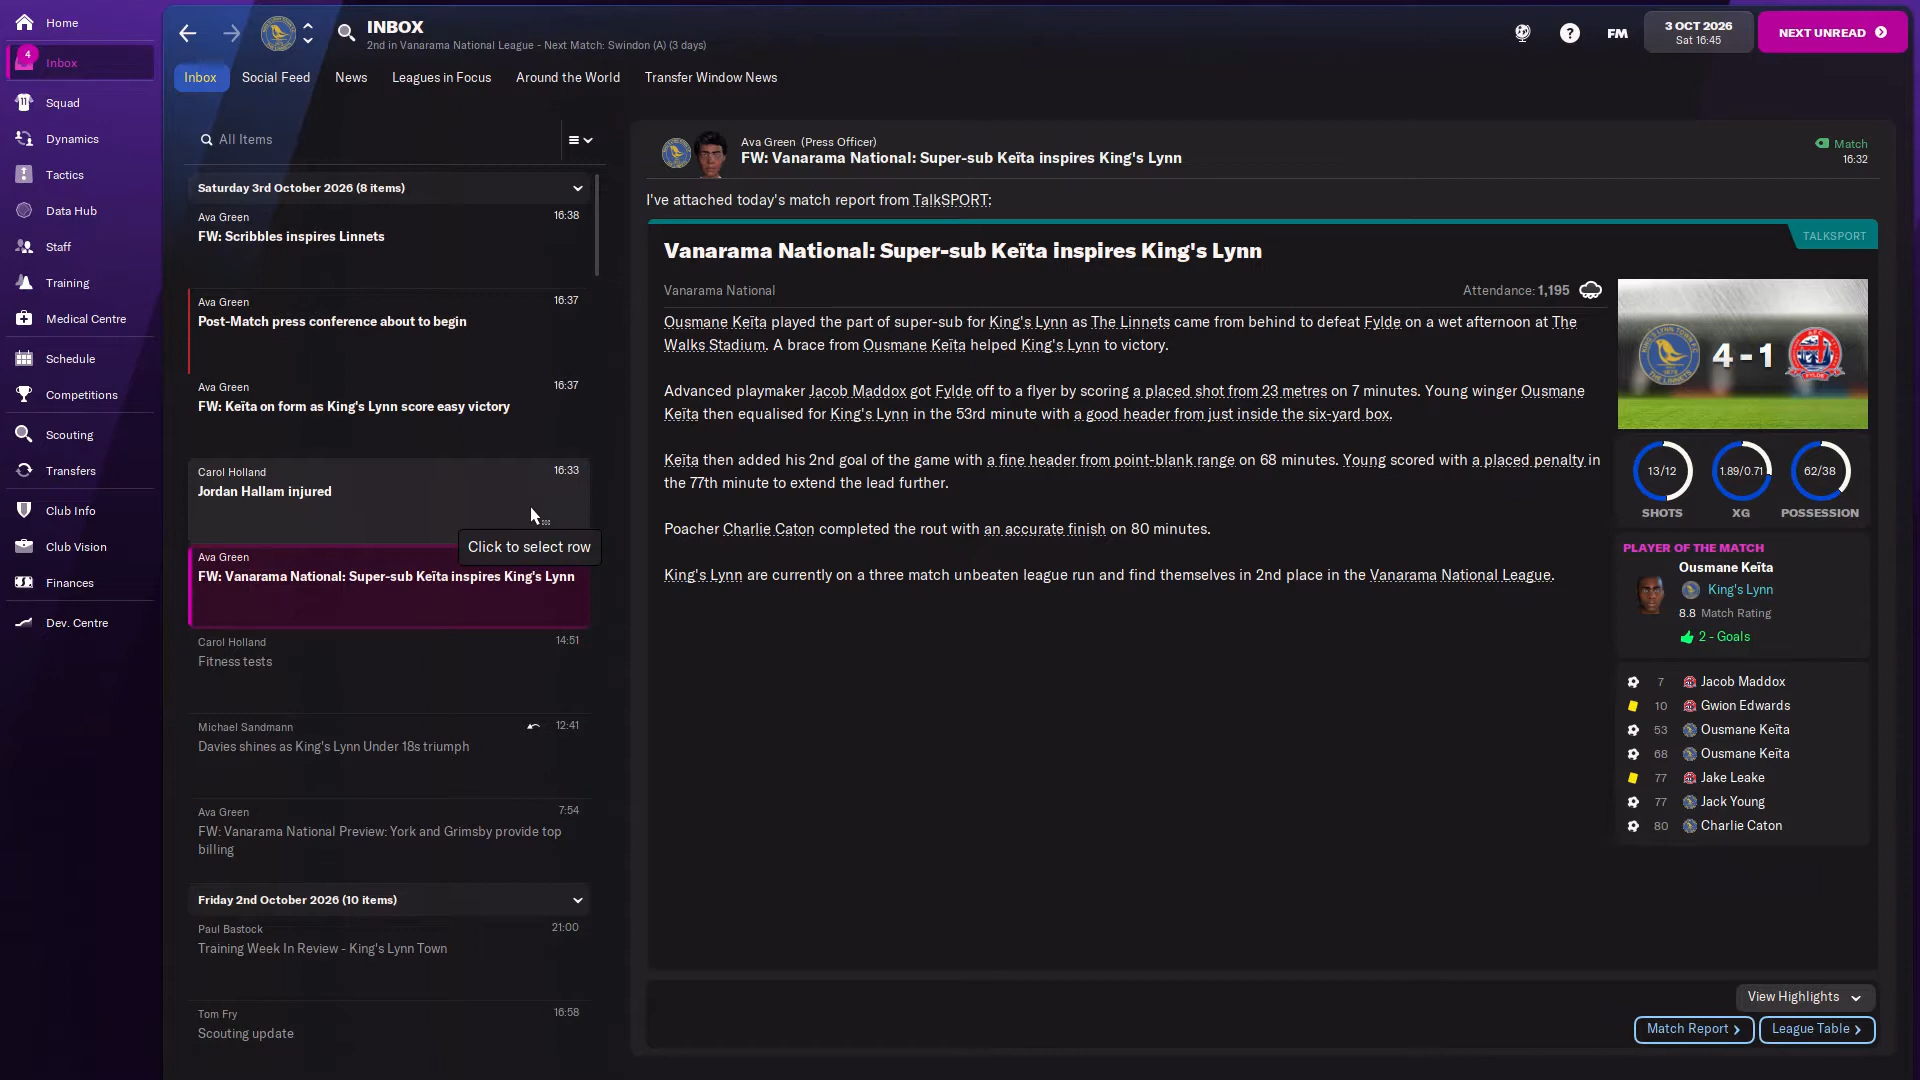 Home
4
Inbox
Squad
Dynamics
Tactics
Data Hub
Staff
Training
Medical Centre
Schedule
Competitions
Scouting
Transfers
Club Info
Club Vision
Finances
Dev. Centre
INBOX
2nd in Vanarama National League - Next Match: Swindon (A) (3 days)
FM
3 OCT 2026
Sat 16:45
NEXT UNREAD
Inbox
Social Feed
News
Leagues in Focus
Around the World
Transfer Window News
All Items
Saturday 3rd October 2026 (8 items)
Ava Green 16:38
FW: Scribbles inspires Linnets
Ava Green 16:37
Post-Match press conference about to begin
Ava Green 16:37
FW: Keïta on form as King's Lynn score easy victory
Carol Holland 16:33
Jordan Hallam injured
Click to select row
Ava Green
FW: Vanarama National: Super-sub Keïta inspires King's Lynn
Carol Holland 14:51
Fitness tests
Michael Sandmann 12:41
Davies shines as King's Lynn Under 18s triumph
Ava Green 7:54
FW: Vanarama National Preview: York and Grimsby provide top
billing
Friday 2nd October 2026 (10 items)
Paul Bastock 21:00
Training Week In Review - King's Lynn Town
Tom Fry 16:58
Scouting update
Ava Green (Press Officer)
FW: Vanarama National: Super-sub Keïta inspires King's Lynn
Match
16:32
I've attached today's match report from TalkSPORT:
TALKSPORT
Vanarama National: Super-sub Keïta inspires King's Lynn
Vanarama National
Attendance: 1,195
Ousmane Keïta played the part of super-sub for King's Lynn as The Linnets came from behind to defeat Fylde on a wet afternoon at The
Walks Stadium. A brace from Ousmane Keïta helped King's Lynn to victory.
Advanced playmaker Jacob Maddox got Fylde off to a flyer by scoring a placed shot from 23 metres on 7 minutes. Young winger Ousmane
Keïta then equalised for King's Lynn in the 53rd minute with a good header from just inside the six-yard box.
Keïta then added his 2nd goal of the game with a fine header from point-blank range on 68 minutes. Young scored with a placed penalty in
the 77th minute to extend the lead further.
Poacher Charlie Caton completed the rout with an accurate finish on 80 minutes.
King's Lynn are currently on a three match unbeaten league run and find themselves in 2nd place in the Vanarama National League.
4 - 1
13/12
1.89/0.71
62/38
SHOTS
XG
POSSESSION
PLAYER OF THE MATCH
Ousmane Keïta
King's Lynn
8.8 Match Rating
2 - Goals
7 Jacob Maddox
10 Gwion Edwards
53 Ousmane Keïta
68 Ousmane Keïta
77 Jake Leake
77 Jack Young
80 Charlie Caton
View Highlights
Match Report
League Table